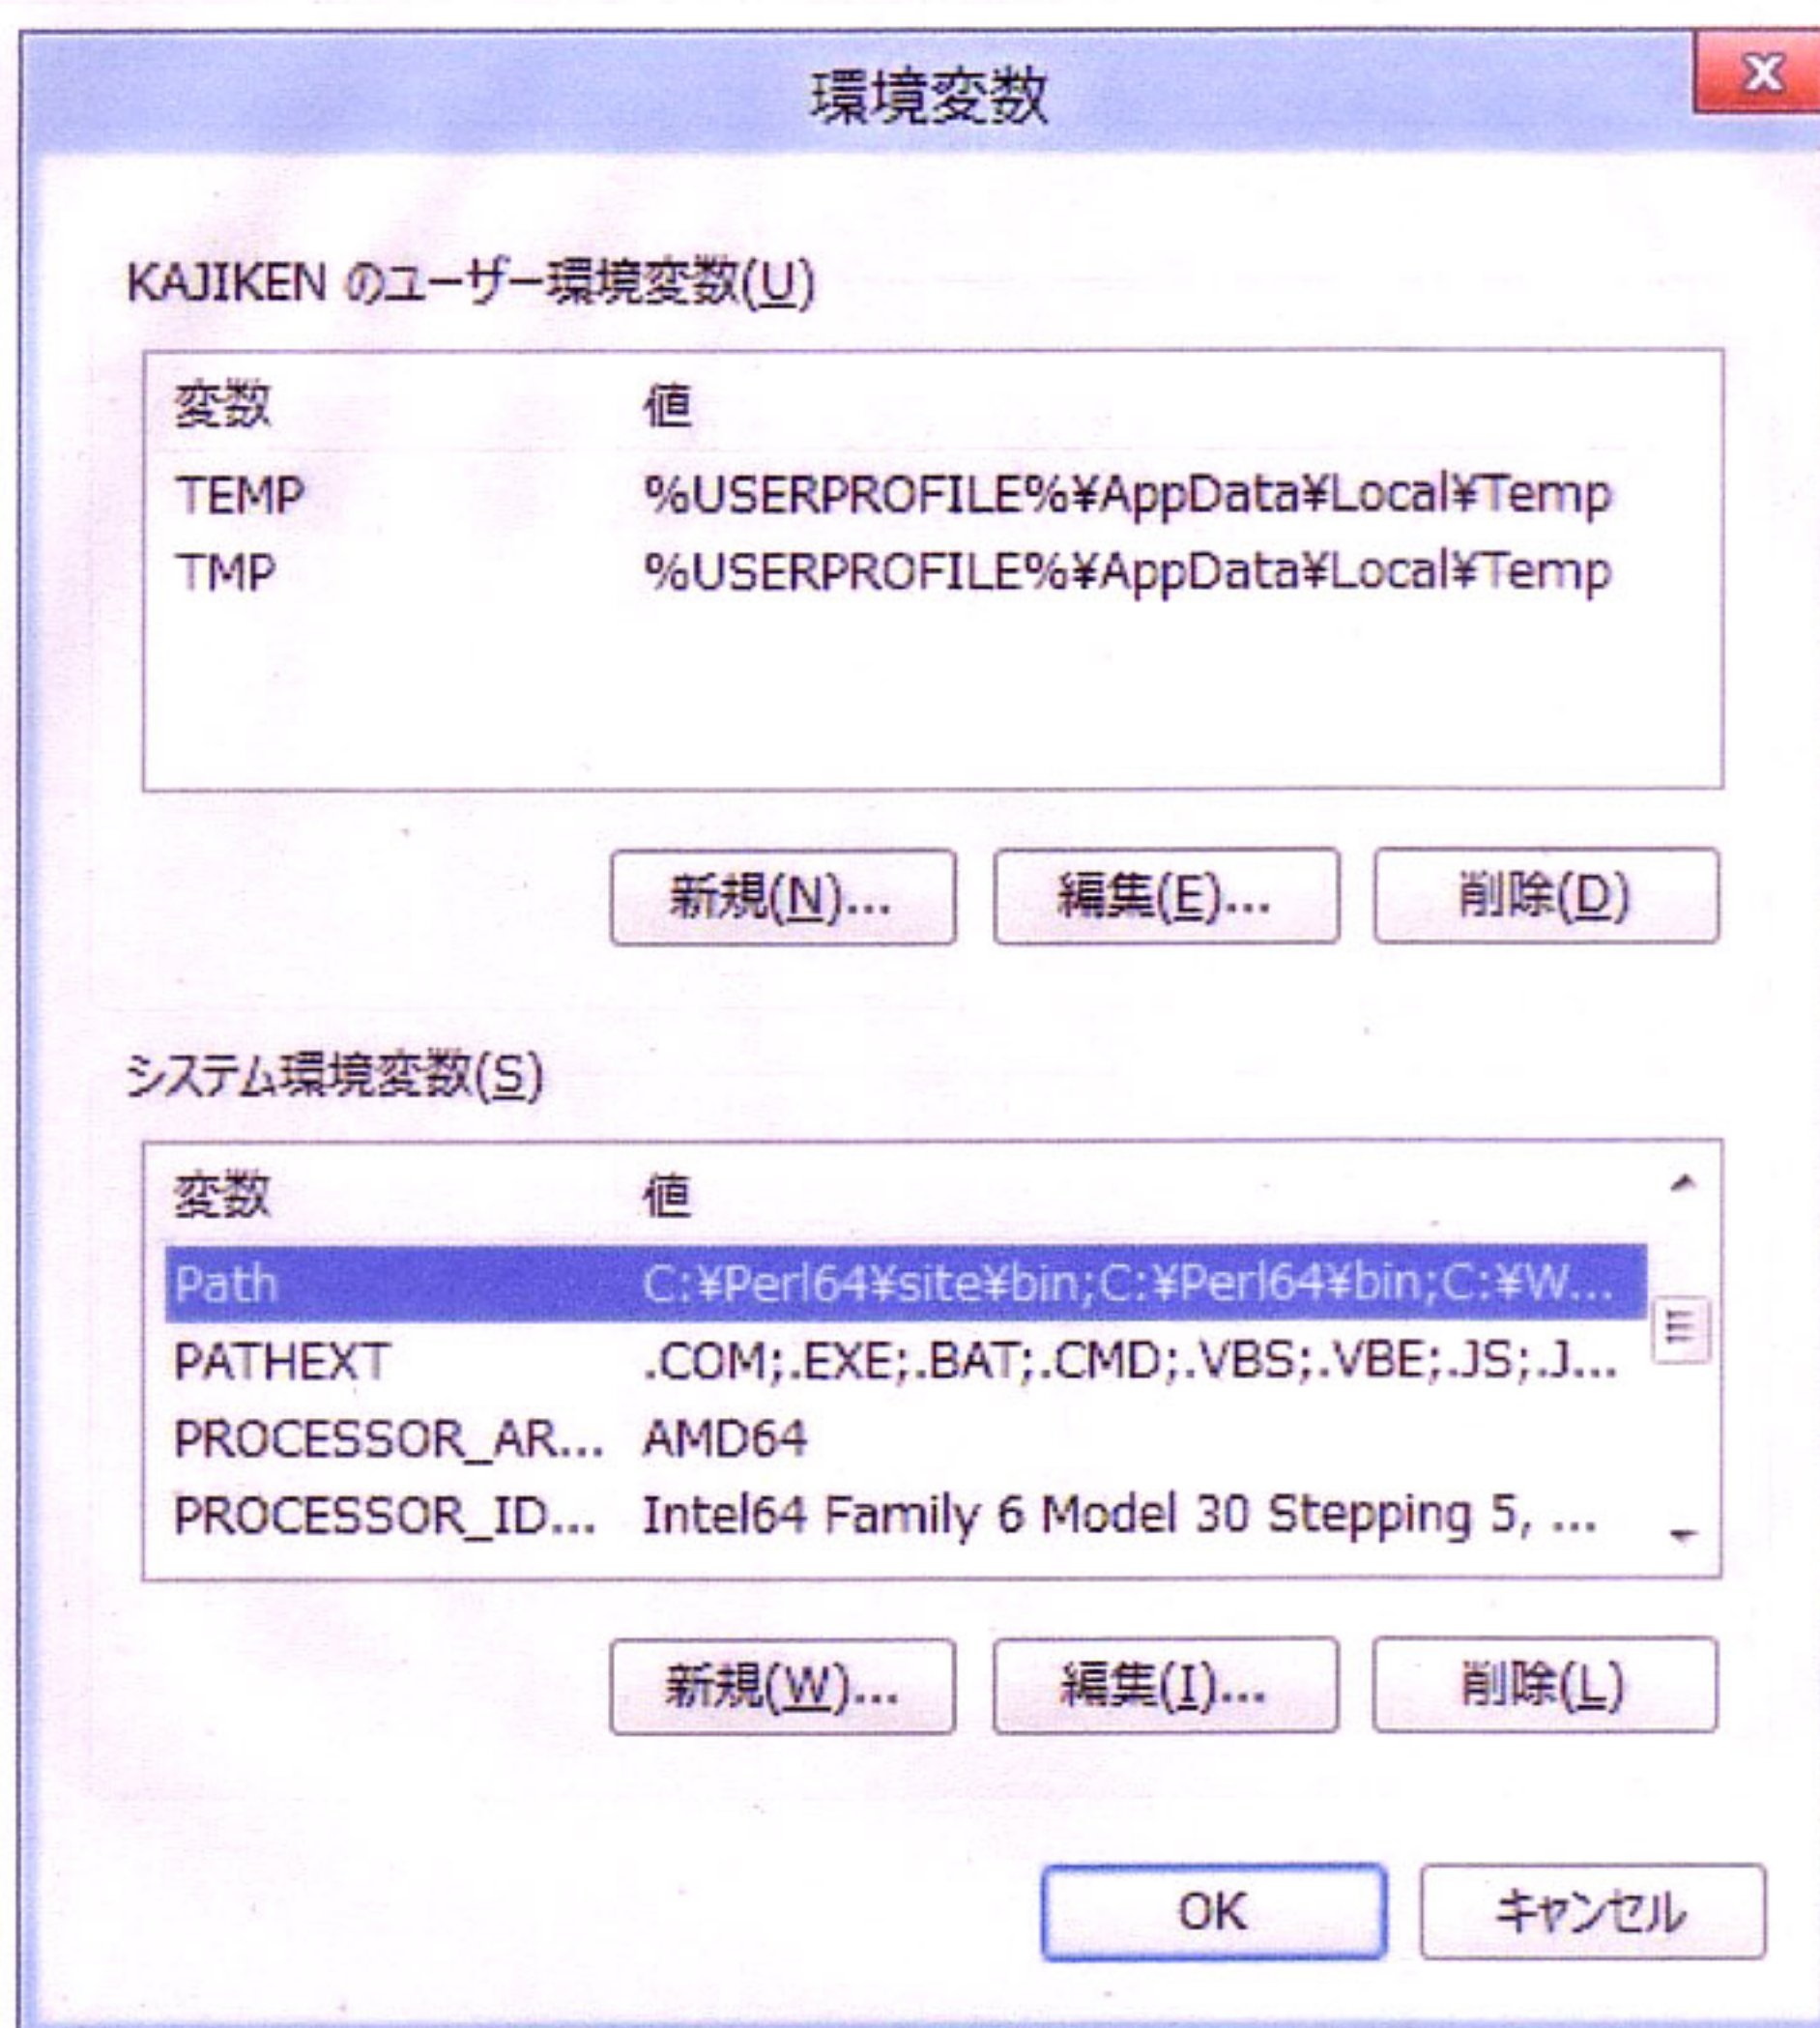 環境変数
x
KAJIKEN のユーザー環境変数(U)
変数 値
TEMP %USERPROFILE%¥AppData¥Local¥Temp
TMP %USERPROFILE%¥AppData¥Local¥Temp
新規(N)... 編集(E)... 削除(D)
システム環境変数(S)
変数 値
Path C:¥Perl64¥site¥bin;C:¥Perl64¥bin;C:¥W...
PATHEXT .COM;.EXE;.BAT;.CMD;.VBS;.VBE;.JS;.J...
PROCESSOR_AR... AMD64
PROCESSOR_ID... Intel64 Family 6 Model 30 Stepping 5, ...
新規(W)... 編集(I)... 削除(L)
OK キャンセル